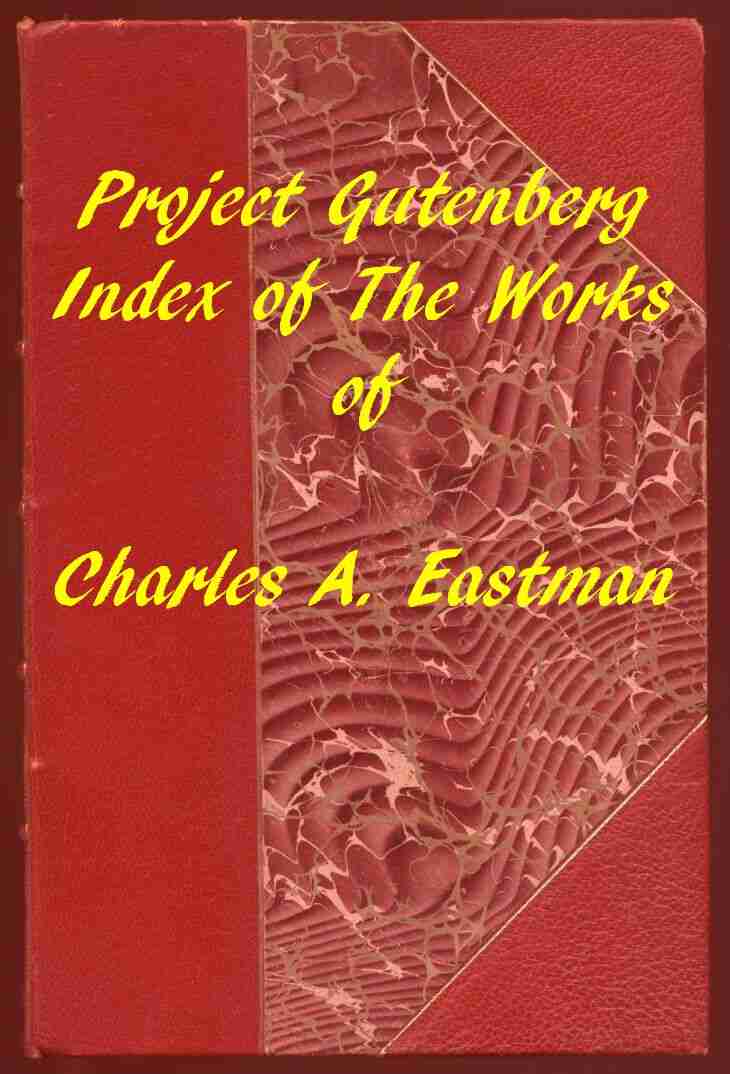 Project Gutenberg
Index of The Works
of
Charles A. Eastman